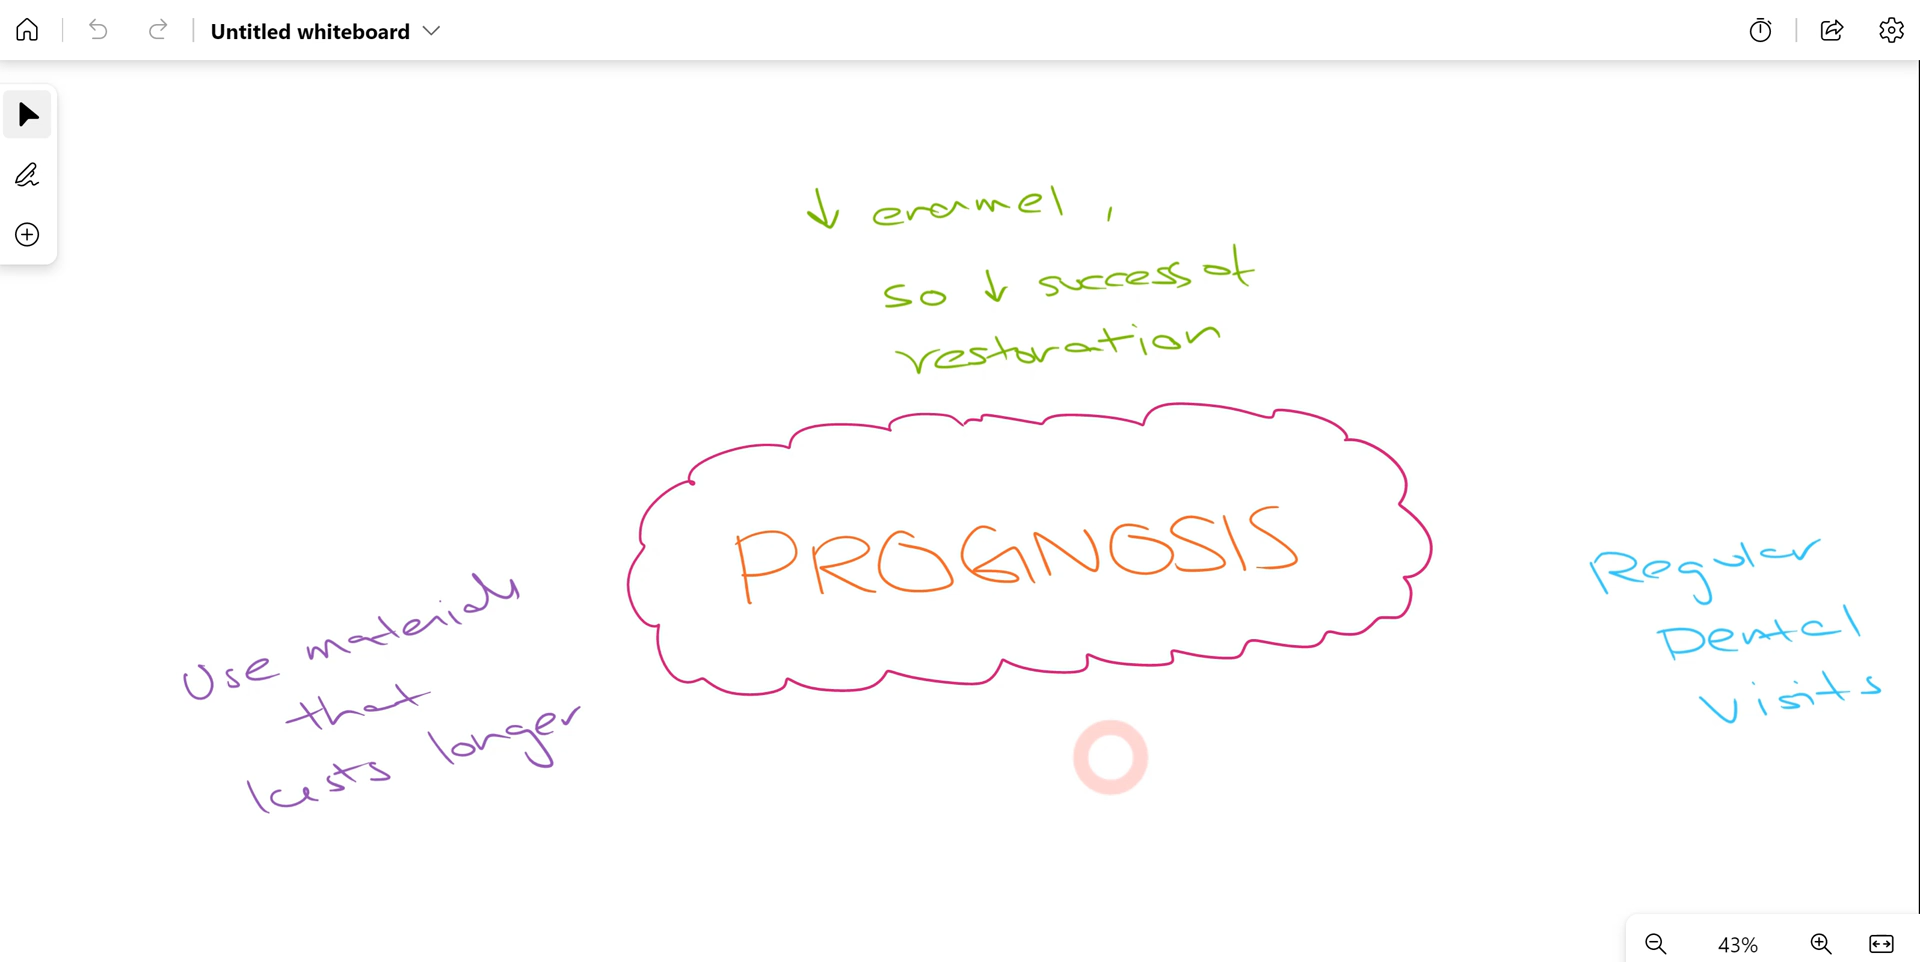 Untitled whiteboard
↓ enamel,
so ↓ success of
restoration
PROGNOSIS
Use materials
that
lasts longer
Regular
Dental
Visits
43%